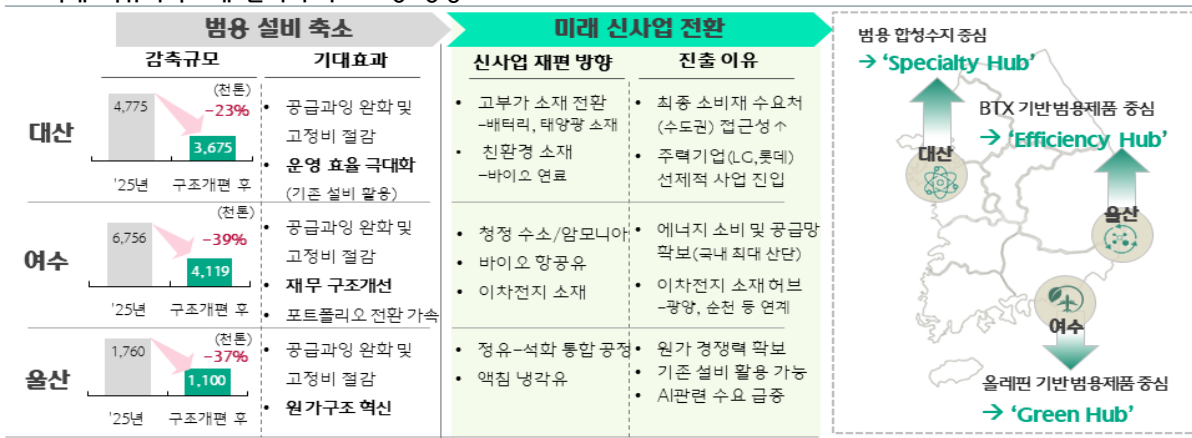 범용 설비 축소
미래 신사업 전환
감축규모
기대효과
신사업 재편 방향
진출 이유
대산
(천톤)
4,775
-23%
3,675
'25년
구조개편 후
• 공급과잉 완화 및
고정비 절감
• 운영 효율 극대화
(기존 설비 활용)
• 고부가 소재 전환
-배터리, 태양광 소재
• 친환경 소재
-바이오 연료
• 최종 소비재 수요처
(수도권) 접근성↑
• 주력기업(LG,롯데)
선제적 사업 진입
여수
(천톤)
6,756
-39%
4,119
'25년
구조개편 후
• 공급과잉 완화 및
고정비 절감
• 재무 구조개선
• 포트폴리오 전환 가속
• 청정 수소/암모니아
• 바이오 항공유
• 이차전지 소재
• 에너지 소비 및 공급망
확보(국내 최대 산단)
• 이차전지 소재 허브
-광양, 순천 등 연계
울산
(천톤)
1,760
-37%
1,100
'25년
구조개편 후
• 공급과잉 완화 및
고정비 절감
• 원가구조 혁신
• 정유-석화 통합 공정
• 액침 냉각유
• 원가 경쟁력 확보
• 기존 설비 활용 가능
• AI관련 수요 급증
범용 합성수지 중심
→ 'Specialty Hub'
BTX 기반범용제품 중심
→ 'Efficiency Hub'
대산
울산
여수
올레핀 기반범용제품 중심
→ 'Green Hub'